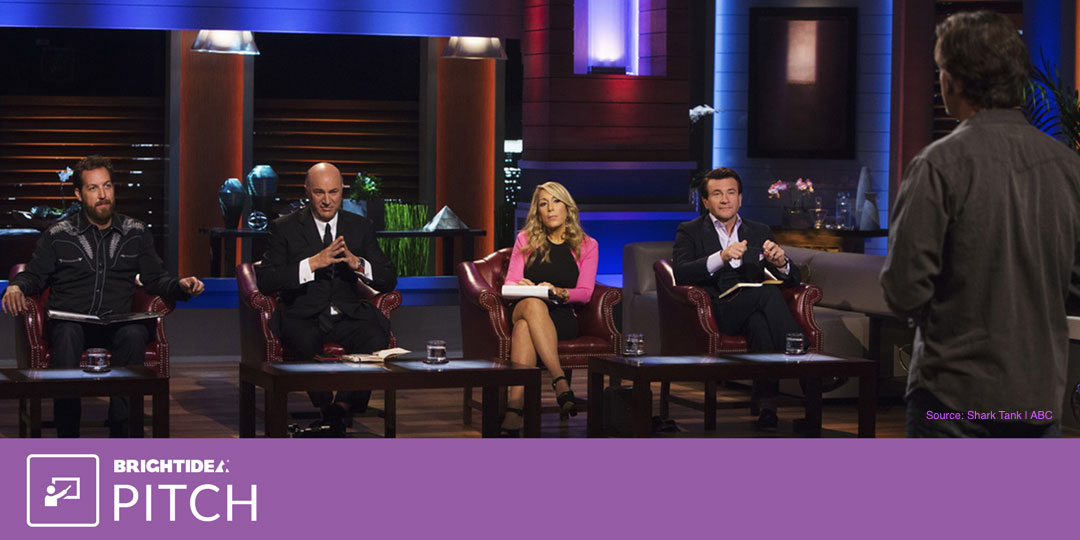 Source: Shark Tank | ABC
BRIGHTIDEA
PITCH